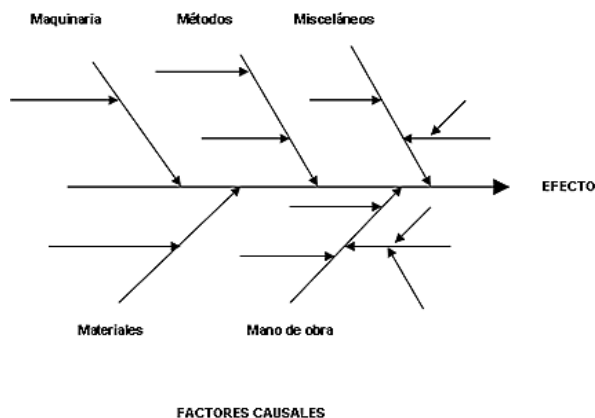 Maquinaria
Métodos
Misceláneos
EFECTO
Materiales
Mano de obra
FACTORES CAUSALES